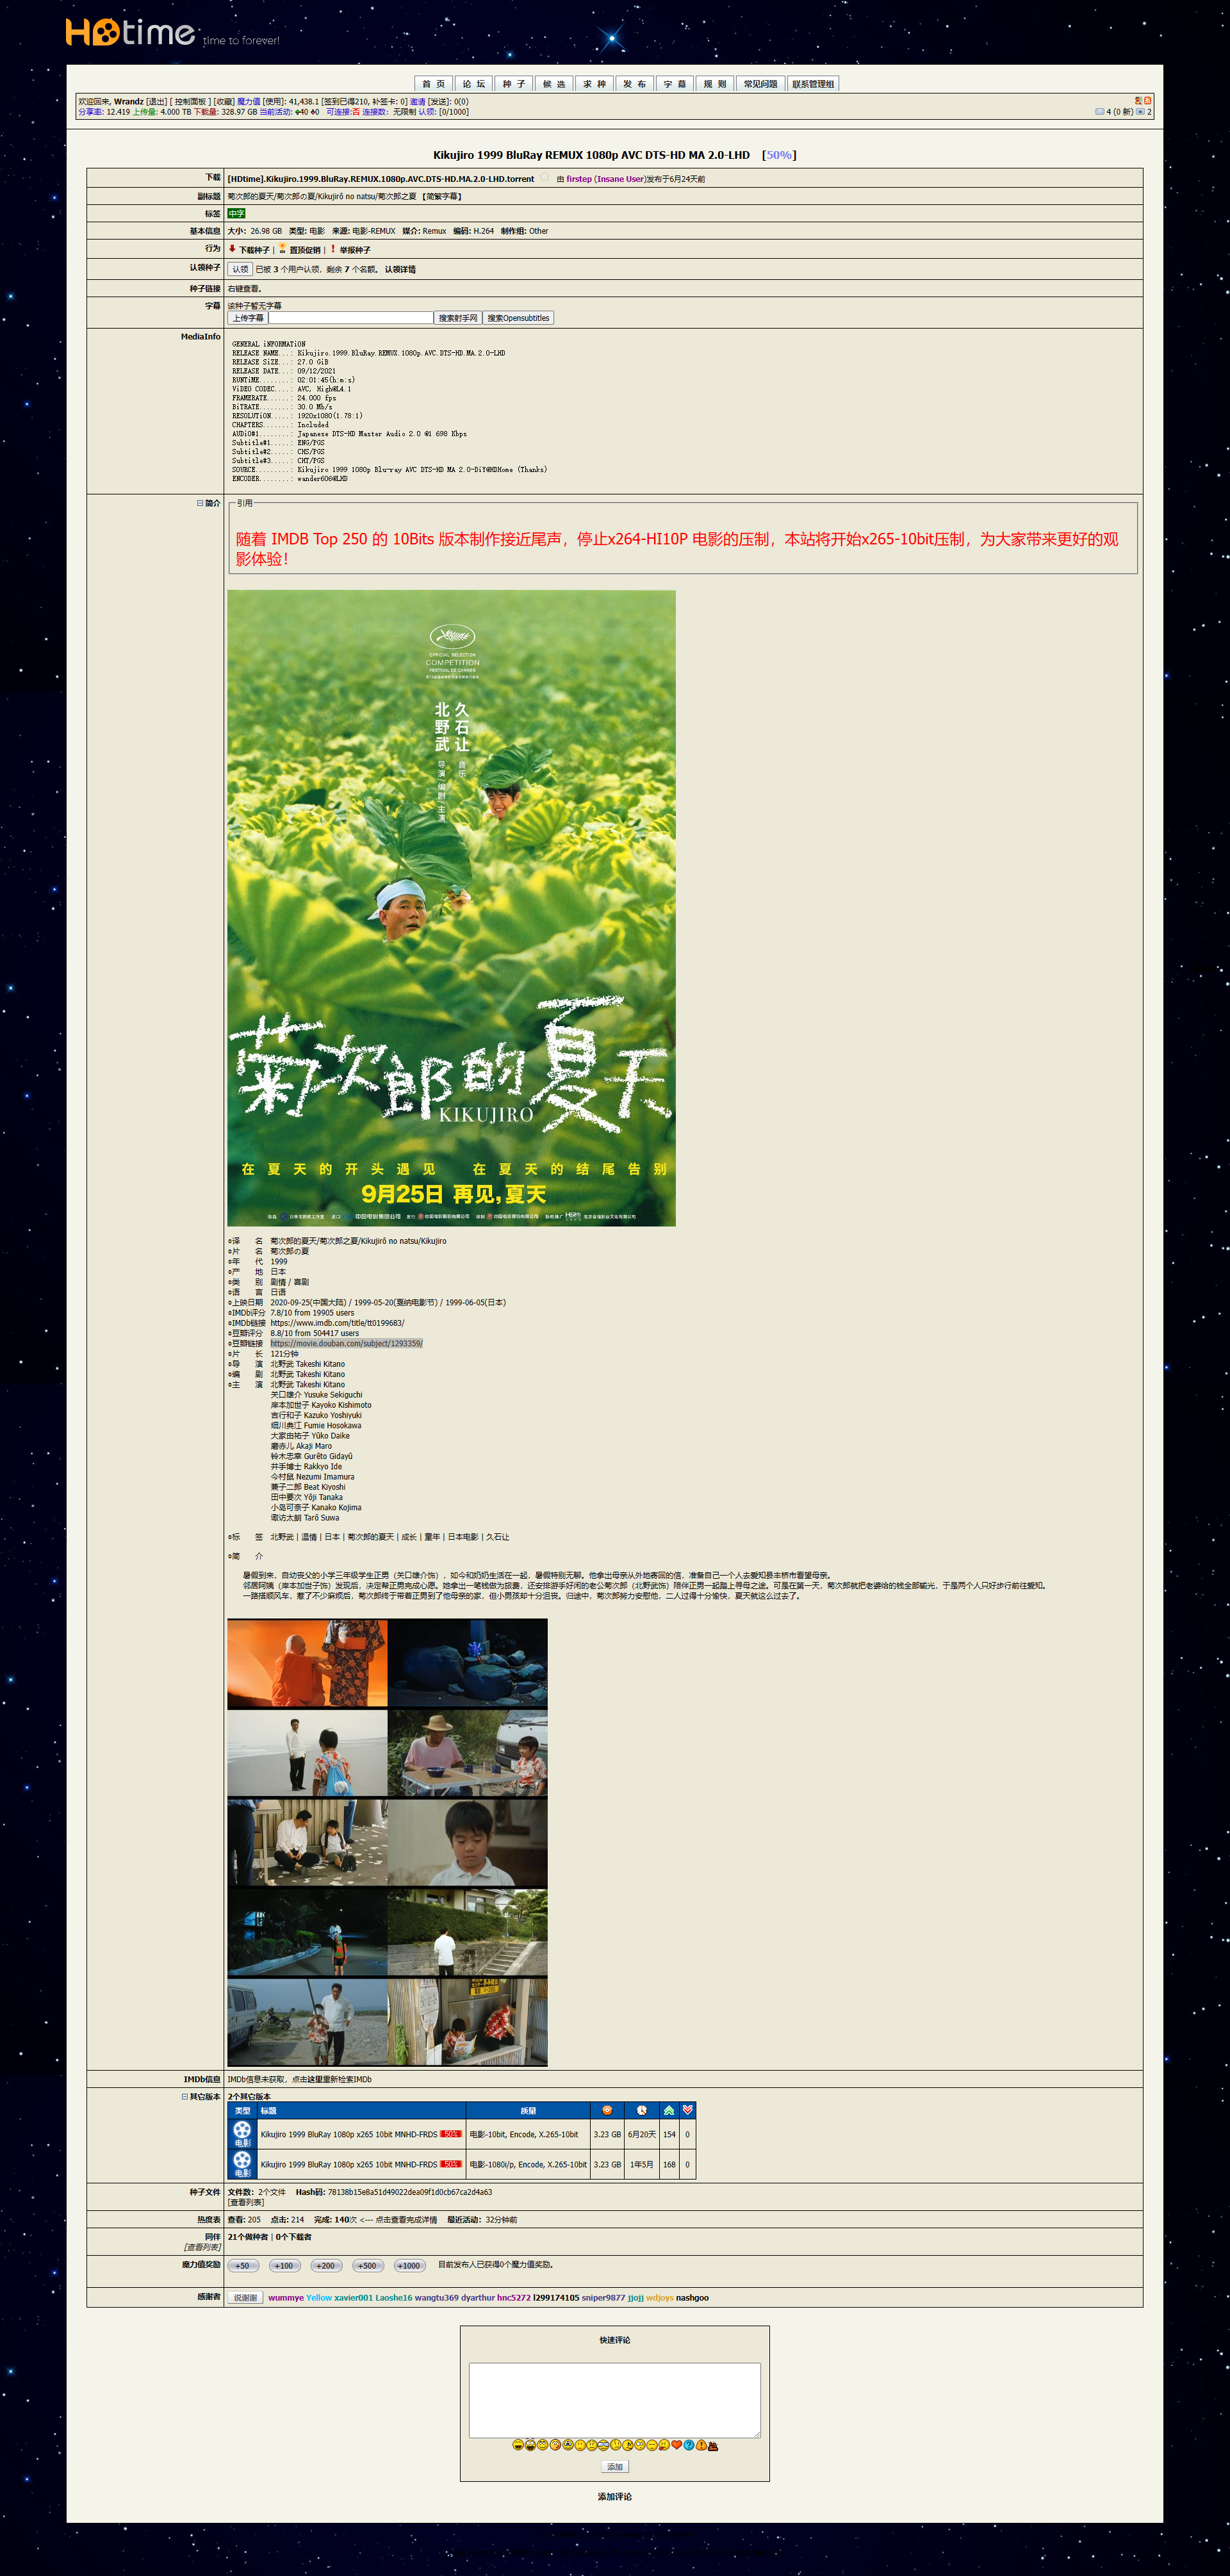 HDtime time to forever!
首 页 论 坛 种 子 候 选 求 种 发 布 字 幕 规 则 常见问题 联系管理组
欢迎回来, Wrandz [退出] [ 控制面板 ] [收藏] 魔力值 [使用]: 41,438.1 [签到已得210, 补签卡: 0] 邀请 [发送]: 0(0)
分享率: 12.419 上传量: 4.000 TB 下载量: 328.97 GB 当前活动: 40 0 可连接:否 连接数: 无限制 认领: [0/1000]
4 (0 新) 2
Kikujiro 1999 BluRay REMUX 1080p AVC DTS-HD MA 2.0-LHD [50%]
下载 [HDtime].Kikujiro.1999.BluRay.REMUX.1080p.AVC.DTS-HD.MA.2.0-LHD.torrent 由 firstep (Insane User)发布于6月24天前
副标题 菊次郎的夏天/菊次郎の夏/Kikujirô no natsu/菊次郎之夏 【简繁字幕】
标签 中字
基本信息 大小: 26.98 GB 类型: 电影 来源: 电影-REMUX 媒介: Remux 编码: H.264 制作组: Other
行为 下载种子 | 置顶促销 | 举报种子
认领种子 认领 已被 3 个用户认领, 剩余 7 个名额。 认领详情
种子链接 右键查看。
字幕 该种子暂无字幕
上传字幕 搜索射手网 搜索Opensubtitles
MediaInfo
GENERAL iNFORMATiON
RELEASE NAME...: Kikujiro.1999.BluRay.REMUX.1080p.AVC.DTS-HD.MA.2.0-LHD
RELEASE SiZE...: 27.0 GiB
RELEASE DATE...: 09/12/2021
RUNTiME........: 02:01:45(h:m:s)
ViDEO CODEC....: AVC, High@L4.1
FRAMERATE......: 24.000 fps
BiTRATE........: 30.0 Mb/s
RESOLUTiON.....: 1920x1080(1.78:1)
CHAPTERS.......: Included
AUDiO#1........: Japanese DTS-HD Master Audio 2.0 @1 698 Kbps
Subtitle#1.....: ENG/PGS
Subtitle#2.....: CHS/PGS
Subtitle#3.....: CHT/PGS
SOURCE.........: Kikujiro 1999 1080p Blu-ray AVC DTS-HD MA 2.0-DiY@HDHome (Thanks)
ENCODER........: wander606@LHD
简介 引用
随着 IMDB Top 250 的 10Bits 版本制作接近尾声，停止x264-HI10P 电影的压制，本站将开始x265-10bit压制，为大家带来更好的观
影体验！
OFFICIAL SELECTION
COMPETITION
FESTIVAL DE CANNES
北野武
导演/编剧/主演
久石让
音乐
菊次郎的夏天
KIKUJIRO
在夏天的开头遇见 在夏天的结尾告别
9月25日 再见,夏天
◎译 名 菊次郎的夏天/菊次郎之夏/Kikujirô no natsu/Kikujiro
◎片 名 菊次郎の夏
◎年 代 1999
◎产 地 日本
◎类 别 剧情 / 喜剧
◎语 言 日语
◎上映日期 2020-09-25(中国大陆) / 1999-05-20(戛纳电影节) / 1999-06-05(日本)
◎IMDb评分 7.8/10 from 19905 users
◎IMDb链接 https://www.imdb.com/title/tt0199683/
◎豆瓣评分 8.8/10 from 504417 users
◎豆瓣链接 https://movie.douban.com/subject/1293359/
◎片 长 121分钟
◎导 演 北野武 Takeshi Kitano
◎编 剧 北野武 Takeshi Kitano
◎主 演 北野武 Takeshi Kitano
关口雄介 Yusuke Sekiguchi
岸本加世子 Kayoko Kishimoto
吉行和子 Kazuko Yoshiyuki
细川典江 Fumie Hosokawa
大家由祐子 Yûko Daike
麿赤儿 Akaji Maro
铃木忠幸 Gurêto Gidayû
井手博士 Rakkyo Ide
今村鼠 Nezumi Imamura
兼子二郎 Beat Kiyoshi
田中要次 Yôji Tanaka
小岛可奈子 Kanako Kojima
诹访太朗 Tarô Suwa
◎标 签 北野武 | 温情 | 日本 | 菊次郎的夏天 | 成长 | 童年 | 日本电影 | 久石让
◎简 介
暑假到来，自幼丧父的小学三年级学生正男（关口雄介饰），如今和奶奶生活在一起，暑假特别无聊。他拿出母亲从外地寄回的信，准备自己一个人去爱知县丰桥市看望母亲。
邻居阿姨（岸本加世子饰）发现后，决定帮正男完成心愿。她拿出一笔钱做为旅费，还安排游手好闲的老公菊次郎（北野武饰）陪伴正男一起踏上寻母之途。可是在第一天，菊次郎就把老婆给的钱全部输光，于是两个人只好步行前往爱知。
一路搭顺风车，惹了不少麻烦后，菊次郎终于带着正男到了他母亲的家，但小男孩却十分沮丧。归途中，菊次郎努力安慰他，二人过得十分愉快，夏天就这么过去了。
IMDb信息 IMDb信息未获取，点击这里重新检索IMDb
其它版本 2个其它版本
类型 标题 质量
电影 Kikujiro 1999 BluRay 1080p x265 10bit MNHD-FRDS 50% 电影-10bit, Encode, X.265-10bit 3.23 GB 6月20天 154 0
电影 Kikujiro 1999 BluRay 1080p x265 10bit MNHD-FRDS 50% 电影-1080i/p, Encode, X.265-10bit 3.23 GB 1年5月 168 0
种子文件 文件数: 2个文件 Hash码: 78138b15e8a51d49022dea09f1d0cb67ca2d4a63
[查看列表]
热度表 查看: 205 点击: 214 完成: 140次 <--- 点击查看完成详情 最近活动: 32分钟前
同伴 21个做种者 | 0个下载者
[查看列表]
魔力值奖励 +50 +100 +200 +500 +1000 目前发布人已获得0个魔力值奖励。
感谢者 说谢谢 wummye Yellow xavier001 Laoshe16 wangtu369 dyarthur hnc5272 l299174105 sniper9877 jjojj wdjoys nashgoo
快速评论
添加
添加评论